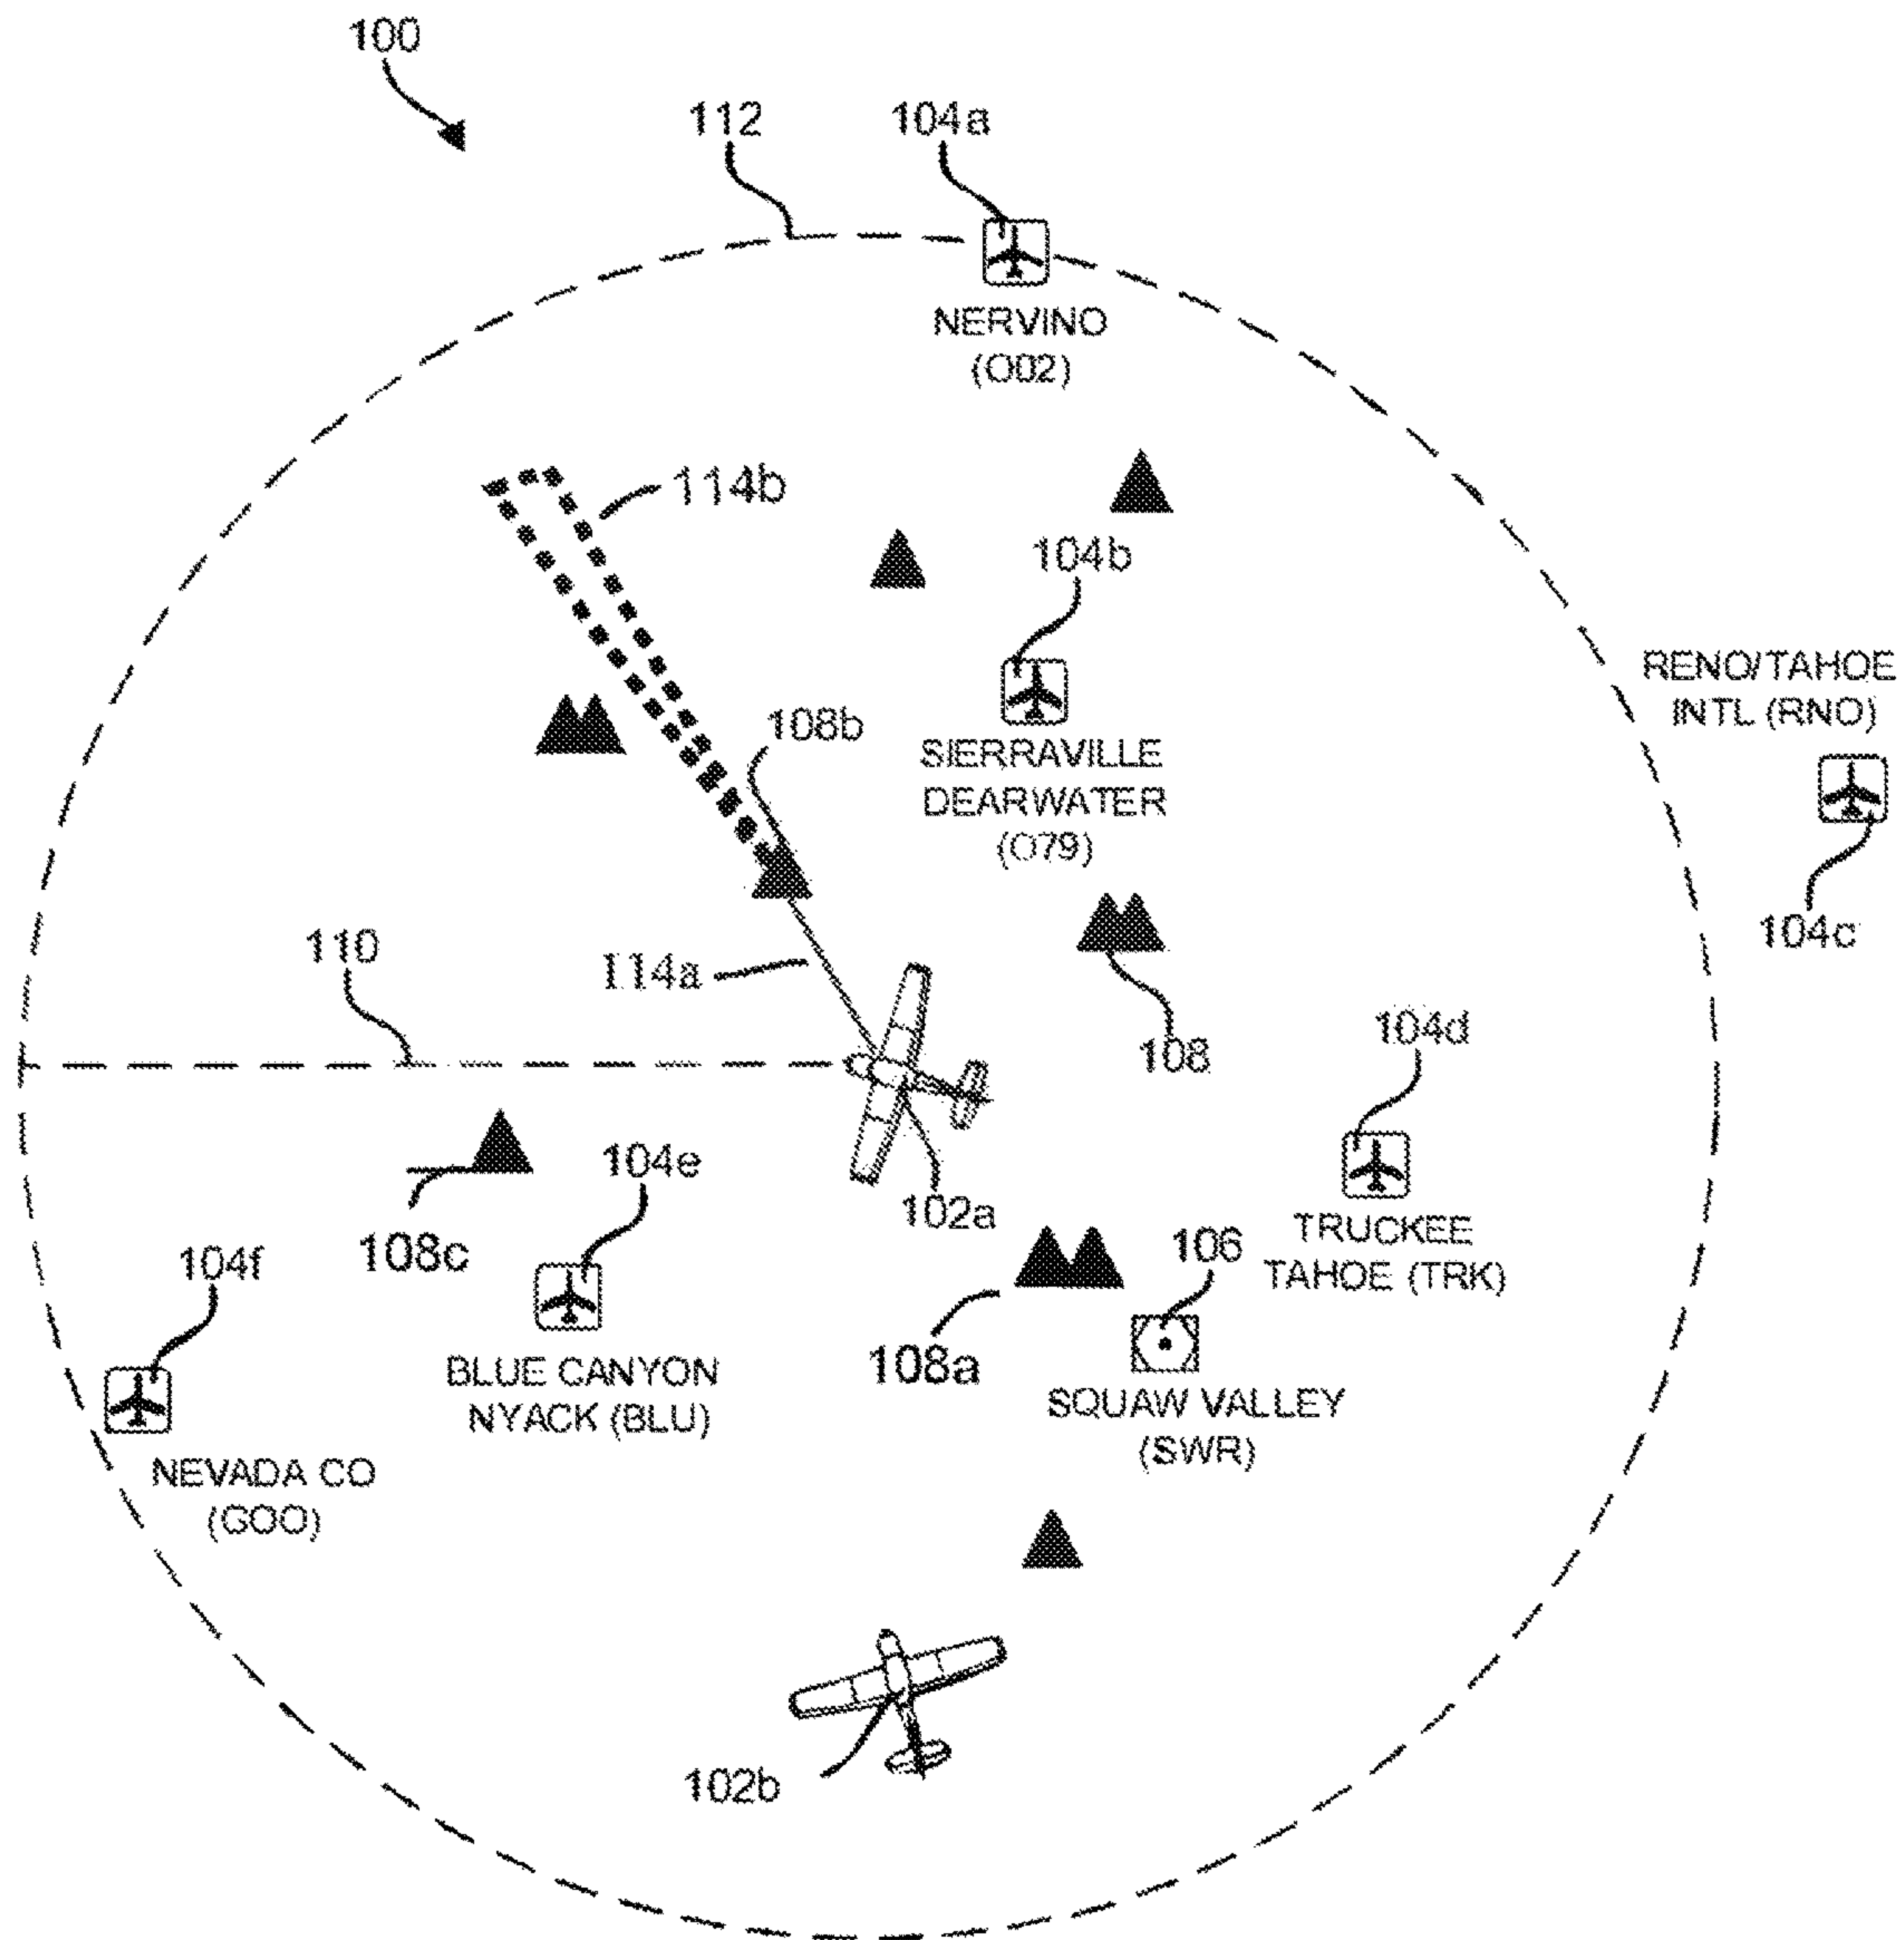 100
112
104a
NERVINO
(O02)
114b
104b
RENO/TAHOE
INTL (RNO)
108b
SIERRAVILLE
DEARWATER
(O79)
104c
110
114a
104d
108
104e
102a
TRUCKEE
TAHOE (TRK)
106
108c
104f
108a
BLUE CANYON
NYACK (BLU)
SQUAW VALLEY
(SWR)
NEVADA CO
(GOO)
102b